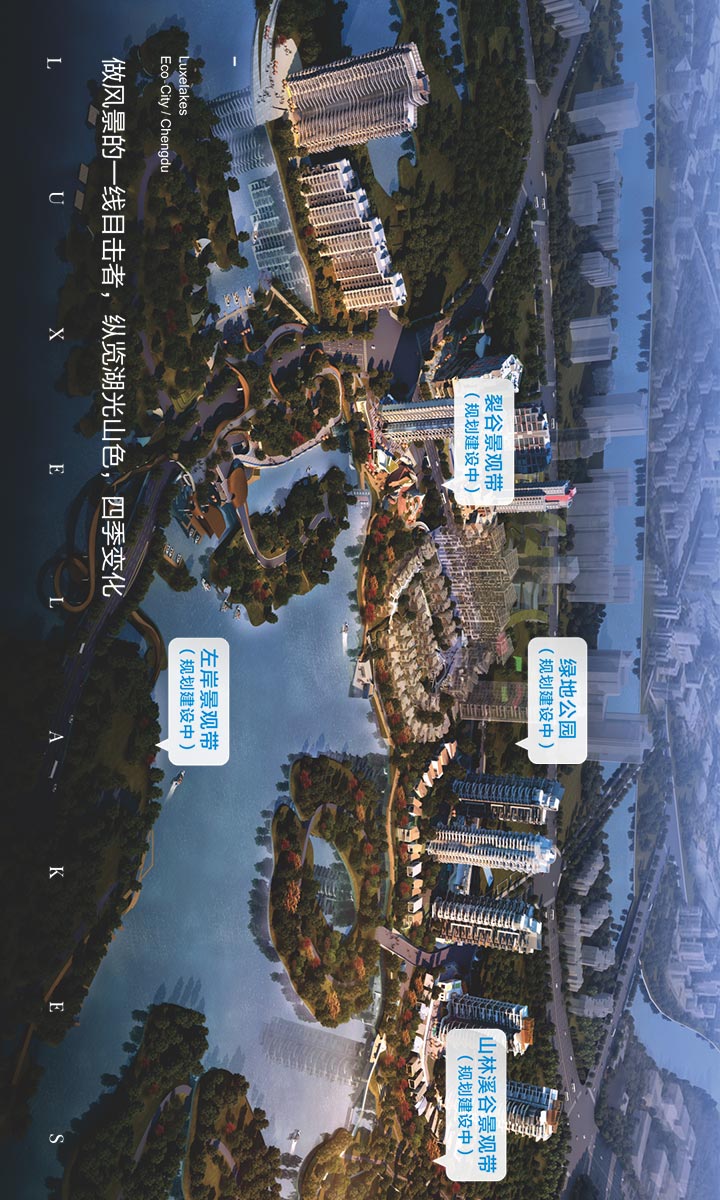 Luxelakes
Eco-City / Chengdu
做风景的一线目击者，纵览湖光山色，四季变化
裂谷景观带
（规划建设中）
绿地公园
（规划建设中）
左岸景观带
（规划建设中）
山林溪谷景观带
（规划建设中）
LUXELAKES